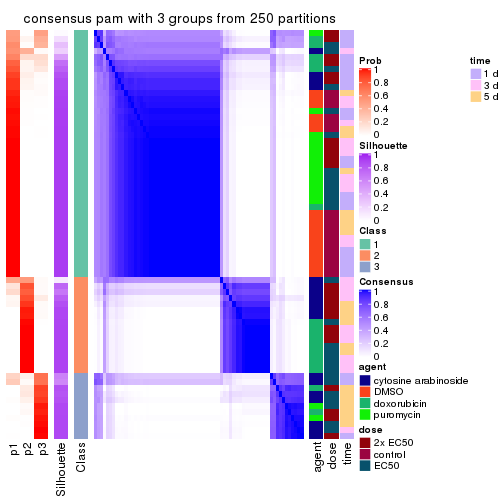 consensus pam with 3 groups from 250 partitions
Prob
1
0.8
0.6
0.4
0.2
0
time
1 d
3 d
5 d
Silhouette
1
0.8
0.6
0.4
0.2
0
Class
1
2
3
Consensus
1
0.8
0.6
0.4
0.2
0
agent
cytosine arabinoside
DMSO
doxorubicin
puromycin
dose
2x EC50
control
EC50
p1
p2
p3
Silhouette
Class
agent
dose
time